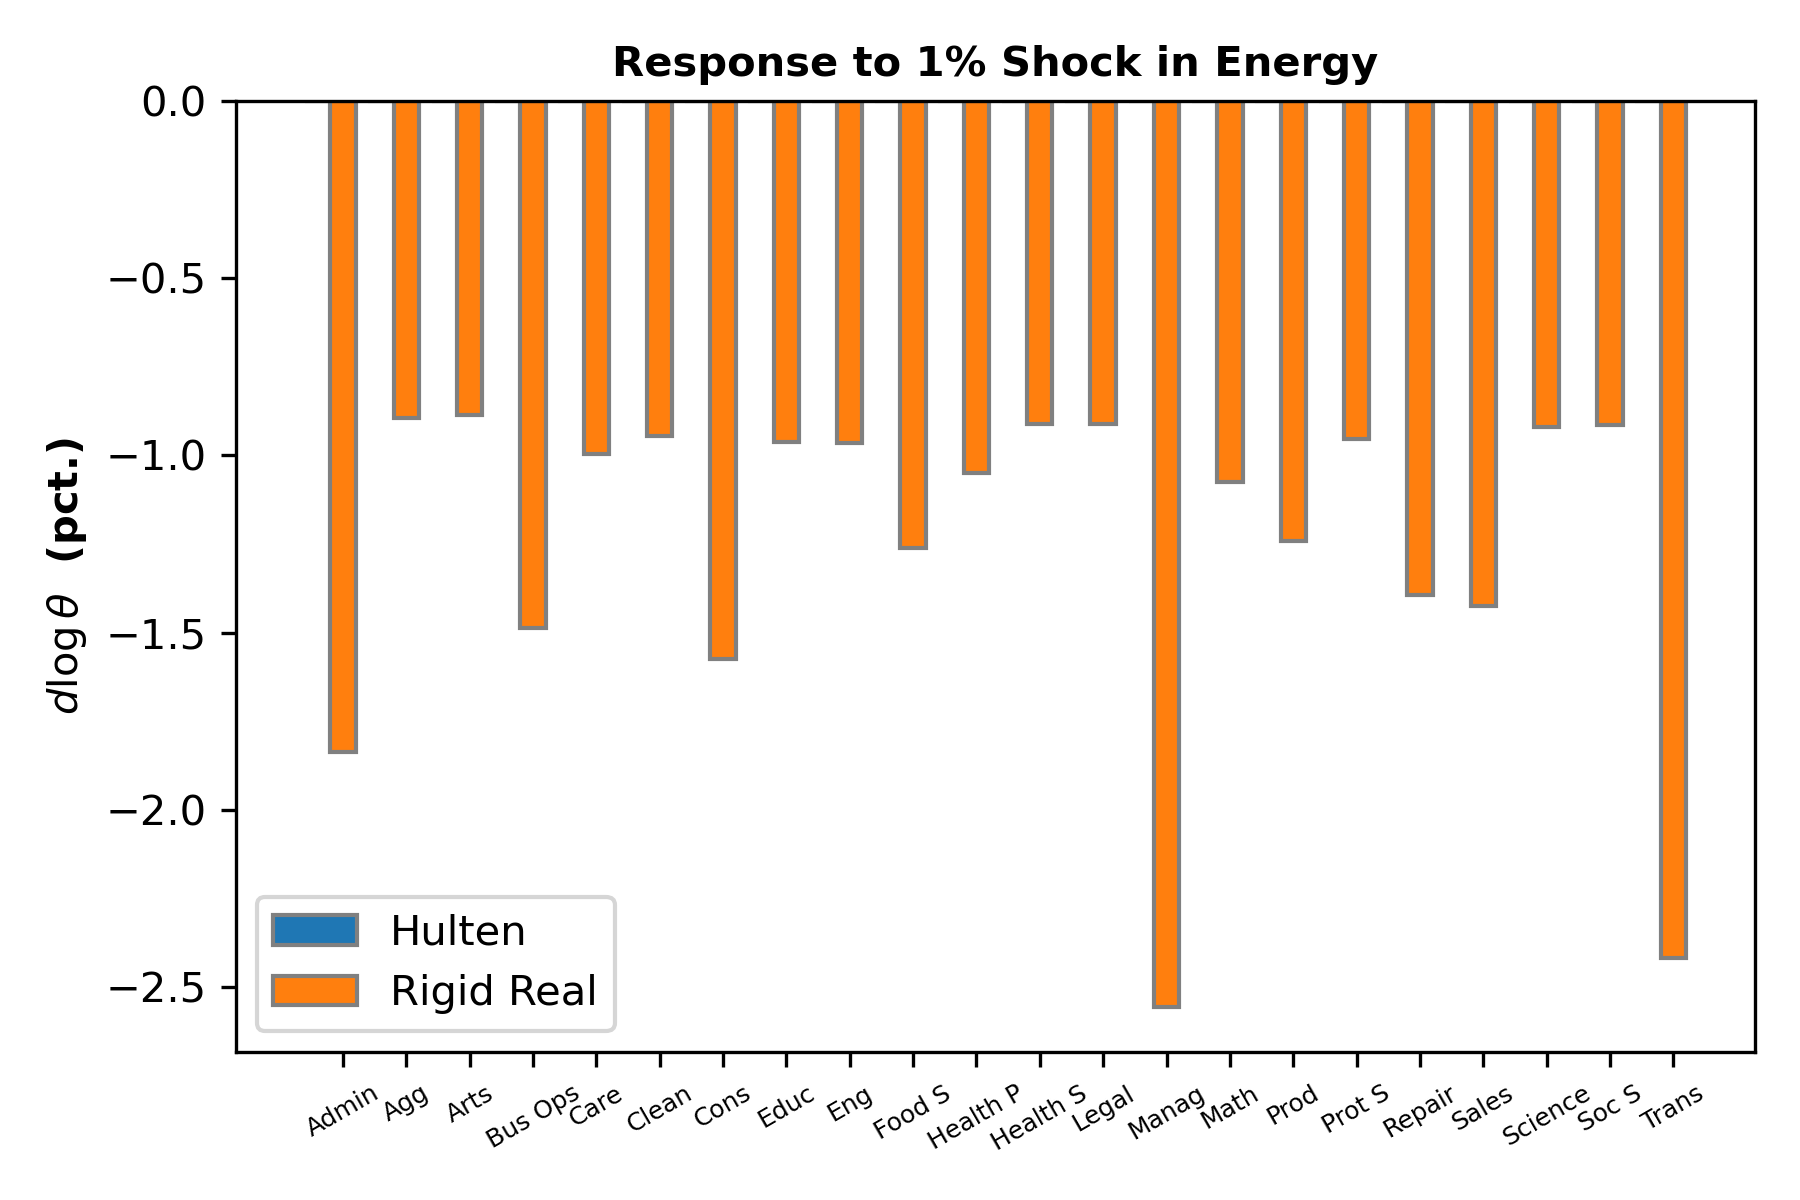 Response to 1% Shock in Energy
d log θ (pct.)
0.0
−0.5
−1.0
−1.5
−2.0
−2.5
Hulten
Rigid Real
Admin
Agg
Arts
Bus Ops
Care
Clean
Cons
Educ
Eng
Food S
Health P
Health S
Legal
Manag
Math
Prod
Prot S
Repair
Sales
Science
Soc S
Trans